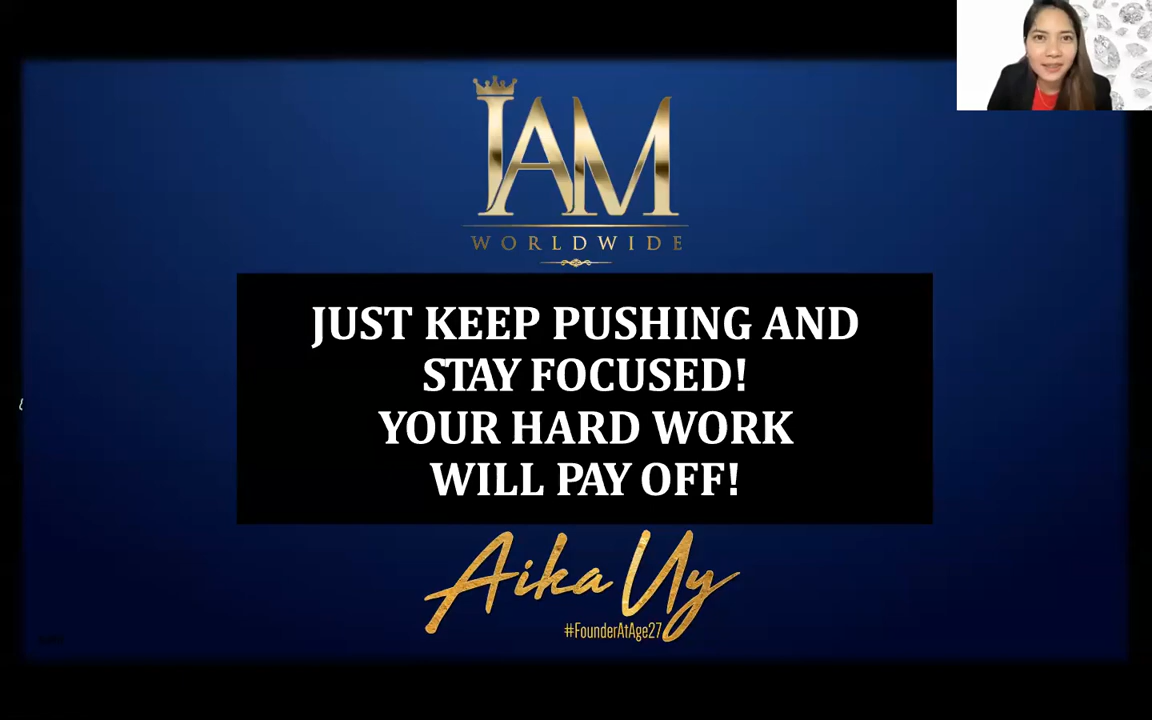 IAM
WORLDWIDE
JUST KEEP PUSHING AND
STAY FOCUSED!
YOUR HARD WORK
WILL PAY OFF!
Aika Uy
#FounderAtAge27